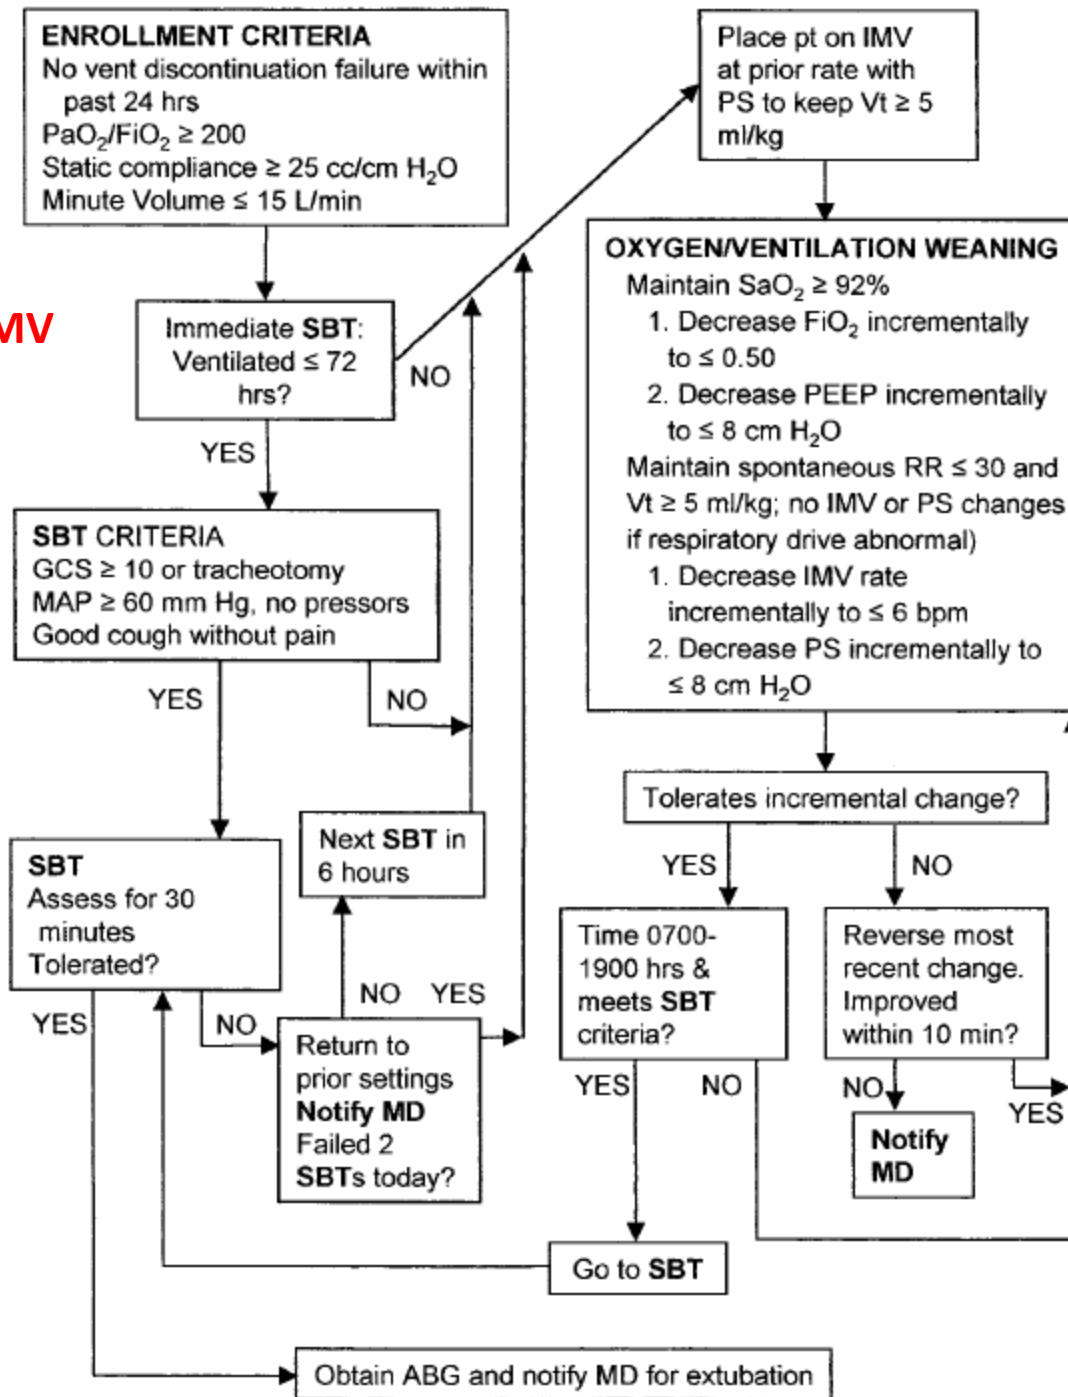 ENROLLMENT CRITERIA
No vent discontinuation failure within
past 24 hrs
PaO₂/FiO₂ ≥ 200
Static compliance ≥ 25 cc/cm H₂O
Minute Volume ≤ 15 L/min
MV
Immediate SBT:
Ventilated ≤ 72
hrs?
NO
YES
SBT CRITERIA
GCS ≥ 10 or tracheotomy
MAP ≥ 60 mm Hg, no pressors
Good cough without pain
YES
NO
SBT
Assess for 30
minutes
Tolerated?
Next SBT in
6 hours
YES
NO
NO
YES
Return to
prior settings
Notify MD
Failed 2
SBTs today?
Place pt on IMV
at prior rate with
PS to keep Vt ≥ 5
ml/kg
OXYGEN/VENTILATION WEANING
Maintain SaO₂ ≥ 92%
1. Decrease FiO₂ incrementally
to ≤ 0.50
2. Decrease PEEP incrementally
to ≤ 8 cm H₂O
Maintain spontaneous RR ≤ 30 and
Vt ≥ 5 ml/kg; no IMV or PS changes
if respiratory drive abnormal)
1. Decrease IMV rate
incrementally to ≤ 6 bpm
2. Decrease PS incrementally to
≤ 8 cm H₂O
Tolerates incremental change?
YES
NO
Time 0700-
1900 hrs &
meets SBT
criteria?
Reverse most
recent change.
Improved
within 10 min?
YES
NO
NO
YES
Notify
MD
Go to SBT
Obtain ABG and notify MD for extubation